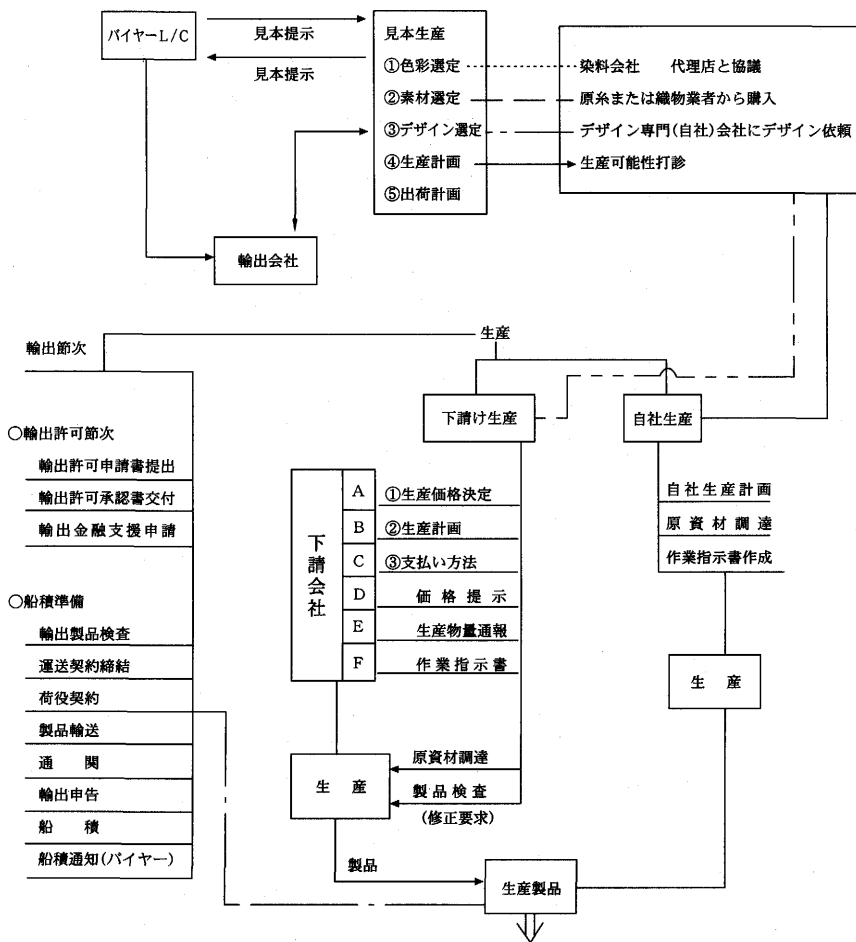 バイヤーL/C
見本提示
見本提示
見本生産
①色彩選定
②素材選定
③デザイン選定
④生産計画
⑤出荷計画
染料会社 代理店と協議
原糸または織物業者から購入
デザイン専門(自社)会社にデザイン依頼
生産可能性打診
輸出会社
生産
輸出節次
下請け生産
自社生産
○輸出許可節次
輸出許可申請書提出
輸出許可承認書交付
輸出金融支援申請
○船積準備
輸出製品検査
運送契約締結
荷役契約
製品輸送
通 関
輸出申告
船 積
船積通知(バイヤー)
下請会社
A ①生産価格決定
B ②生産計画
C ③支払い方法
D 価格提示
E 生産物量通報
F 作業指示書
自社生産計画
原資材調達
作業指示書作成
生 産
生 産
原資材調達
製品検査
(修正要求)
製品
生産製品